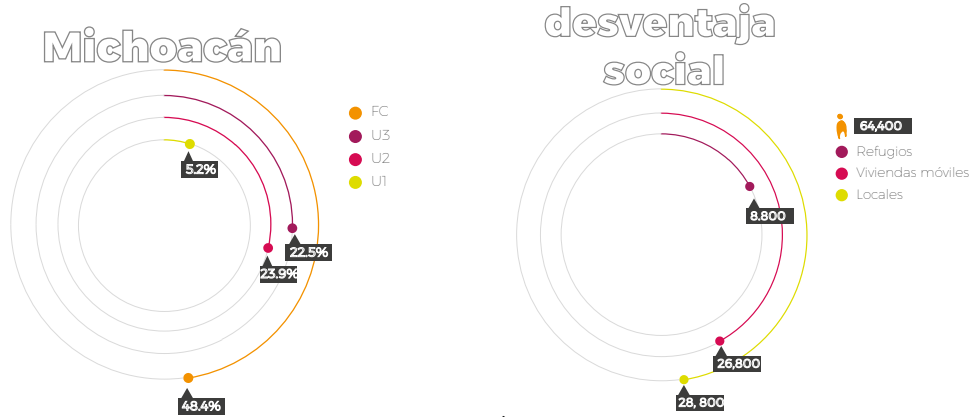 Michoacán
FC
U3
U2
U1
5.2%
22.5%
23.9%
48.4%
desventaja
social
64,400
Refugios
Viviendas móviles
Locales
8.800
26,800
28, 800